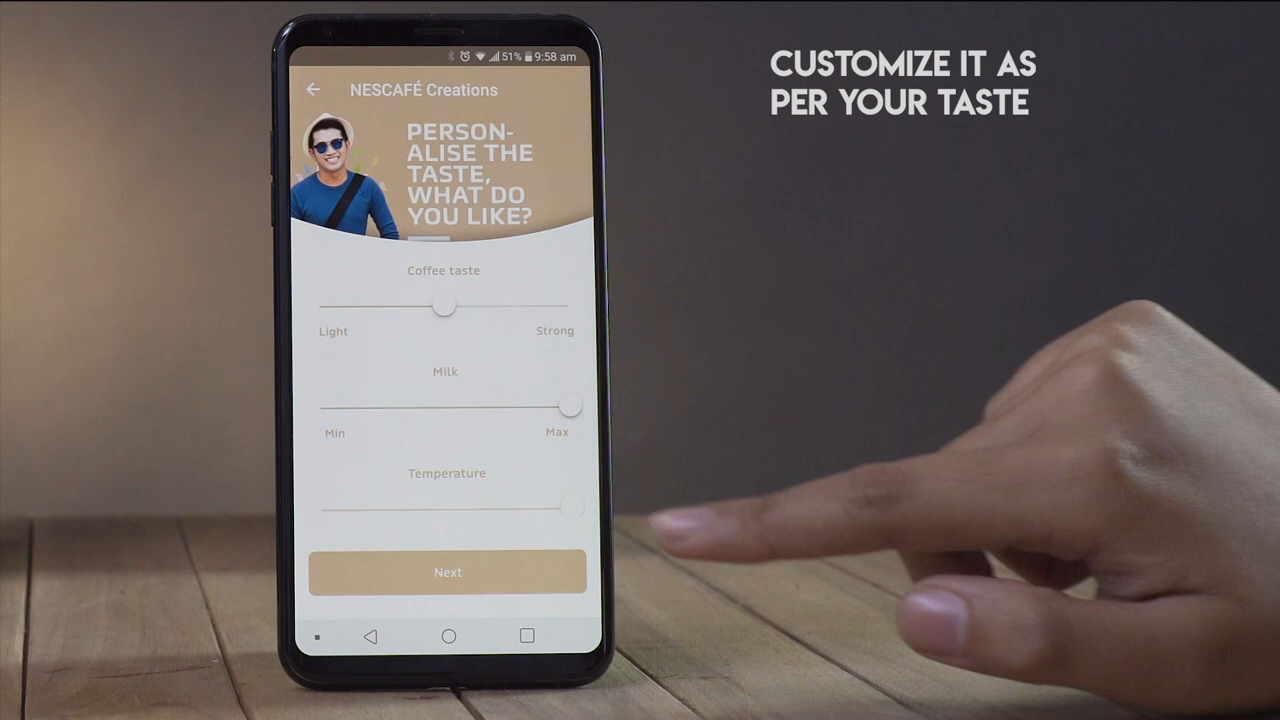 51% 9:58 am
NESCAFÉ Creations
PERSON-
ALISE THE
TASTE,
WHAT DO
YOU LIKE?
Coffee taste
Light Strong
Milk
Min Max
Temperature
Next
CUSTOMIZE IT AS
PER YOUR TASTE